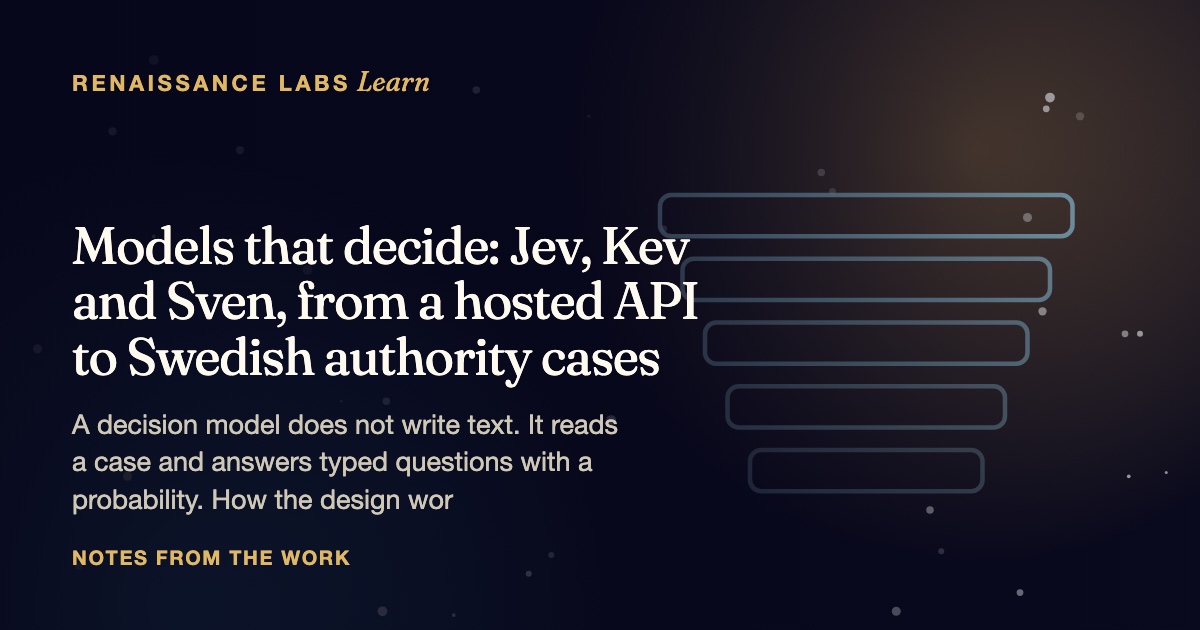 RENAISSANCE LABS Learn
Models that decide: Jev, Kev
and Sven, from a hosted API
to Swedish authority cases
A decision model does not write text. It reads
a case and answers typed questions with a
probability. How the design wor
NOTES FROM THE WORK